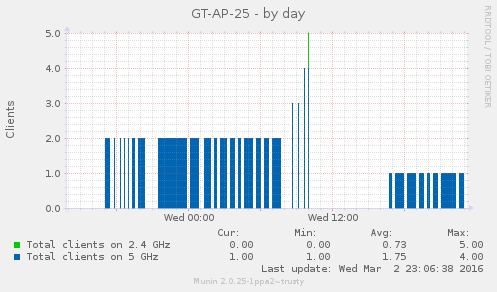 GT-AP-25 - by day
RRDTOOL / TOBI OETIKER
Clients
5.0
4.0
3.0
2.0
1.0
0.0
Wed 00:00 Wed 12:00
Cur: Min: Avg: Max:
Total clients on 2.4 GHz 0.00 0.00 0.73 5.00
Total clients on 5 GHz 1.00 1.00 1.75 4.00
Last update: Wed Mar 2 23:06:38 2016
Munin 2.0.25-1ppa2~trusty